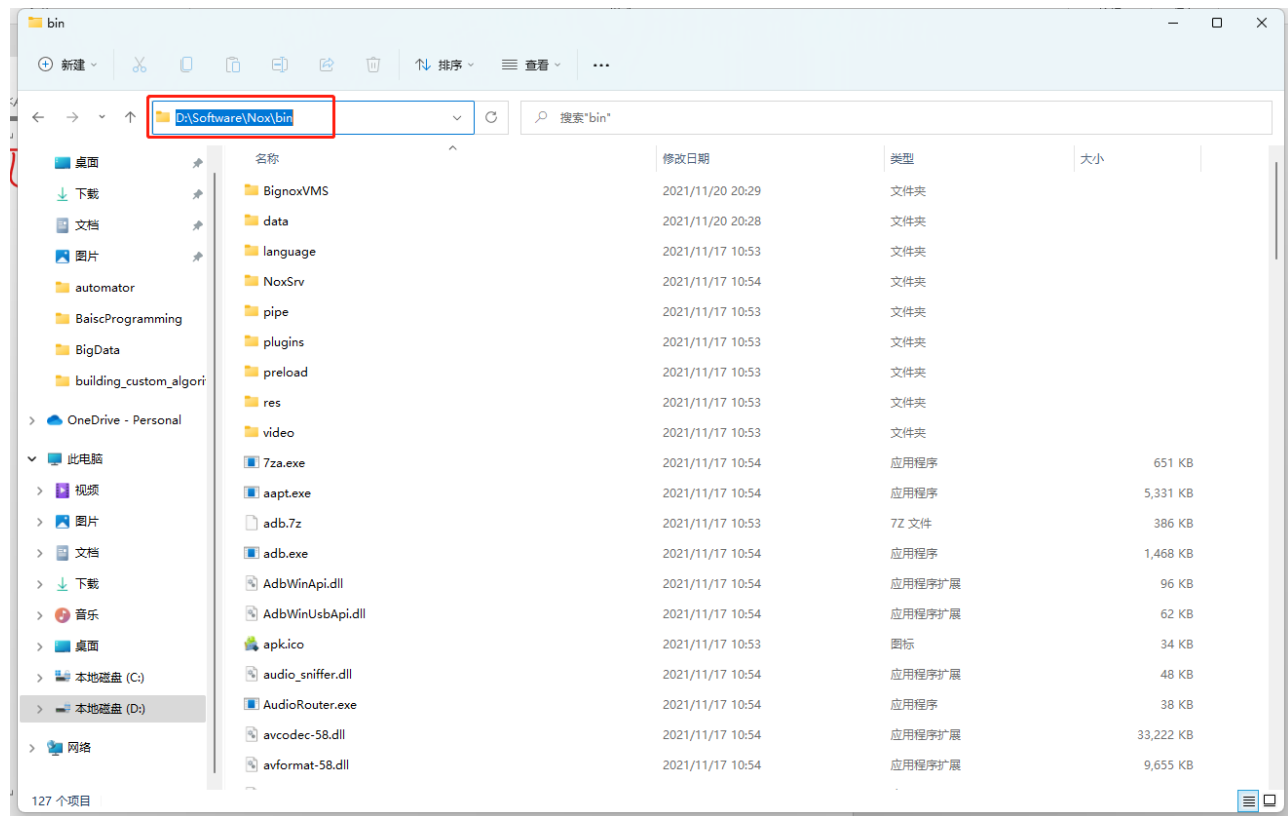 bin
新建 排序 查看 ...
D:\Software\Nox\bin 搜索"bin"
名称 修改日期 类型 大小
桌面
下载
文档
图片
automator
BaiscProgramming
BigData
building_custom_algori
OneDrive - Personal
此电脑
视频
图片
文档
下载
音乐
桌面
本地磁盘 (C:)
本地磁盘 (D:)
网络
BignoxVMS 2021/11/20 20:29 文件夹
data 2021/11/20 20:28 文件夹
language 2021/11/17 10:53 文件夹
NoxSrv 2021/11/17 10:54 文件夹
pipe 2021/11/17 10:53 文件夹
plugins 2021/11/17 10:53 文件夹
preload 2021/11/17 10:53 文件夹
res 2021/11/17 10:53 文件夹
video 2021/11/17 10:53 文件夹
7za.exe 2021/11/17 10:54 应用程序 651 KB
aapt.exe 2021/11/17 10:54 应用程序 5,331 KB
adb.7z 2021/11/17 10:53 7Z 文件 386 KB
adb.exe 2021/11/17 10:54 应用程序 1,468 KB
AdbWinApi.dll 2021/11/17 10:54 应用程序扩展 96 KB
AdbWinUsbApi.dll 2021/11/17 10:54 应用程序扩展 62 KB
apk.ico 2021/11/17 10:53 图标 34 KB
audio_sniffer.dll 2021/11/17 10:54 应用程序扩展 48 KB
AudioRouter.exe 2021/11/17 10:54 应用程序 38 KB
avcodec-58.dll 2021/11/17 10:54 应用程序扩展 33,222 KB
avformat-58.dll 2021/11/17 10:54 应用程序扩展 9,655 KB
127 个项目